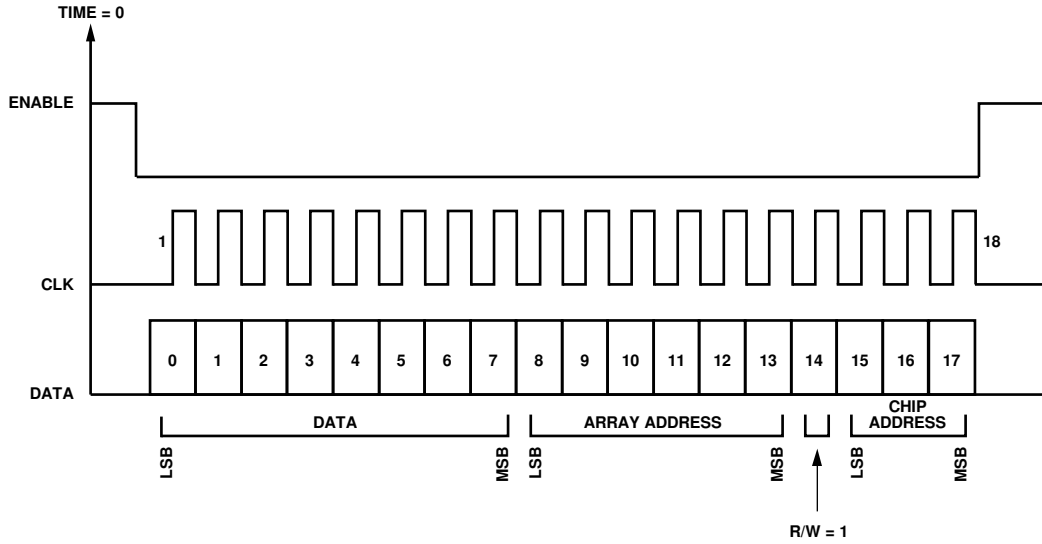 TIME = 0
ENABLE
1
18
CLK
0 1 2 3 4 5 6 7 8 9 10 11 12 13 14 15 16 17
DATA
DATA
ARRAY ADDRESS
CHIP
ADDRESS
LSB
MSB
LSB
MSB
LSB
MSB
R/W = 1